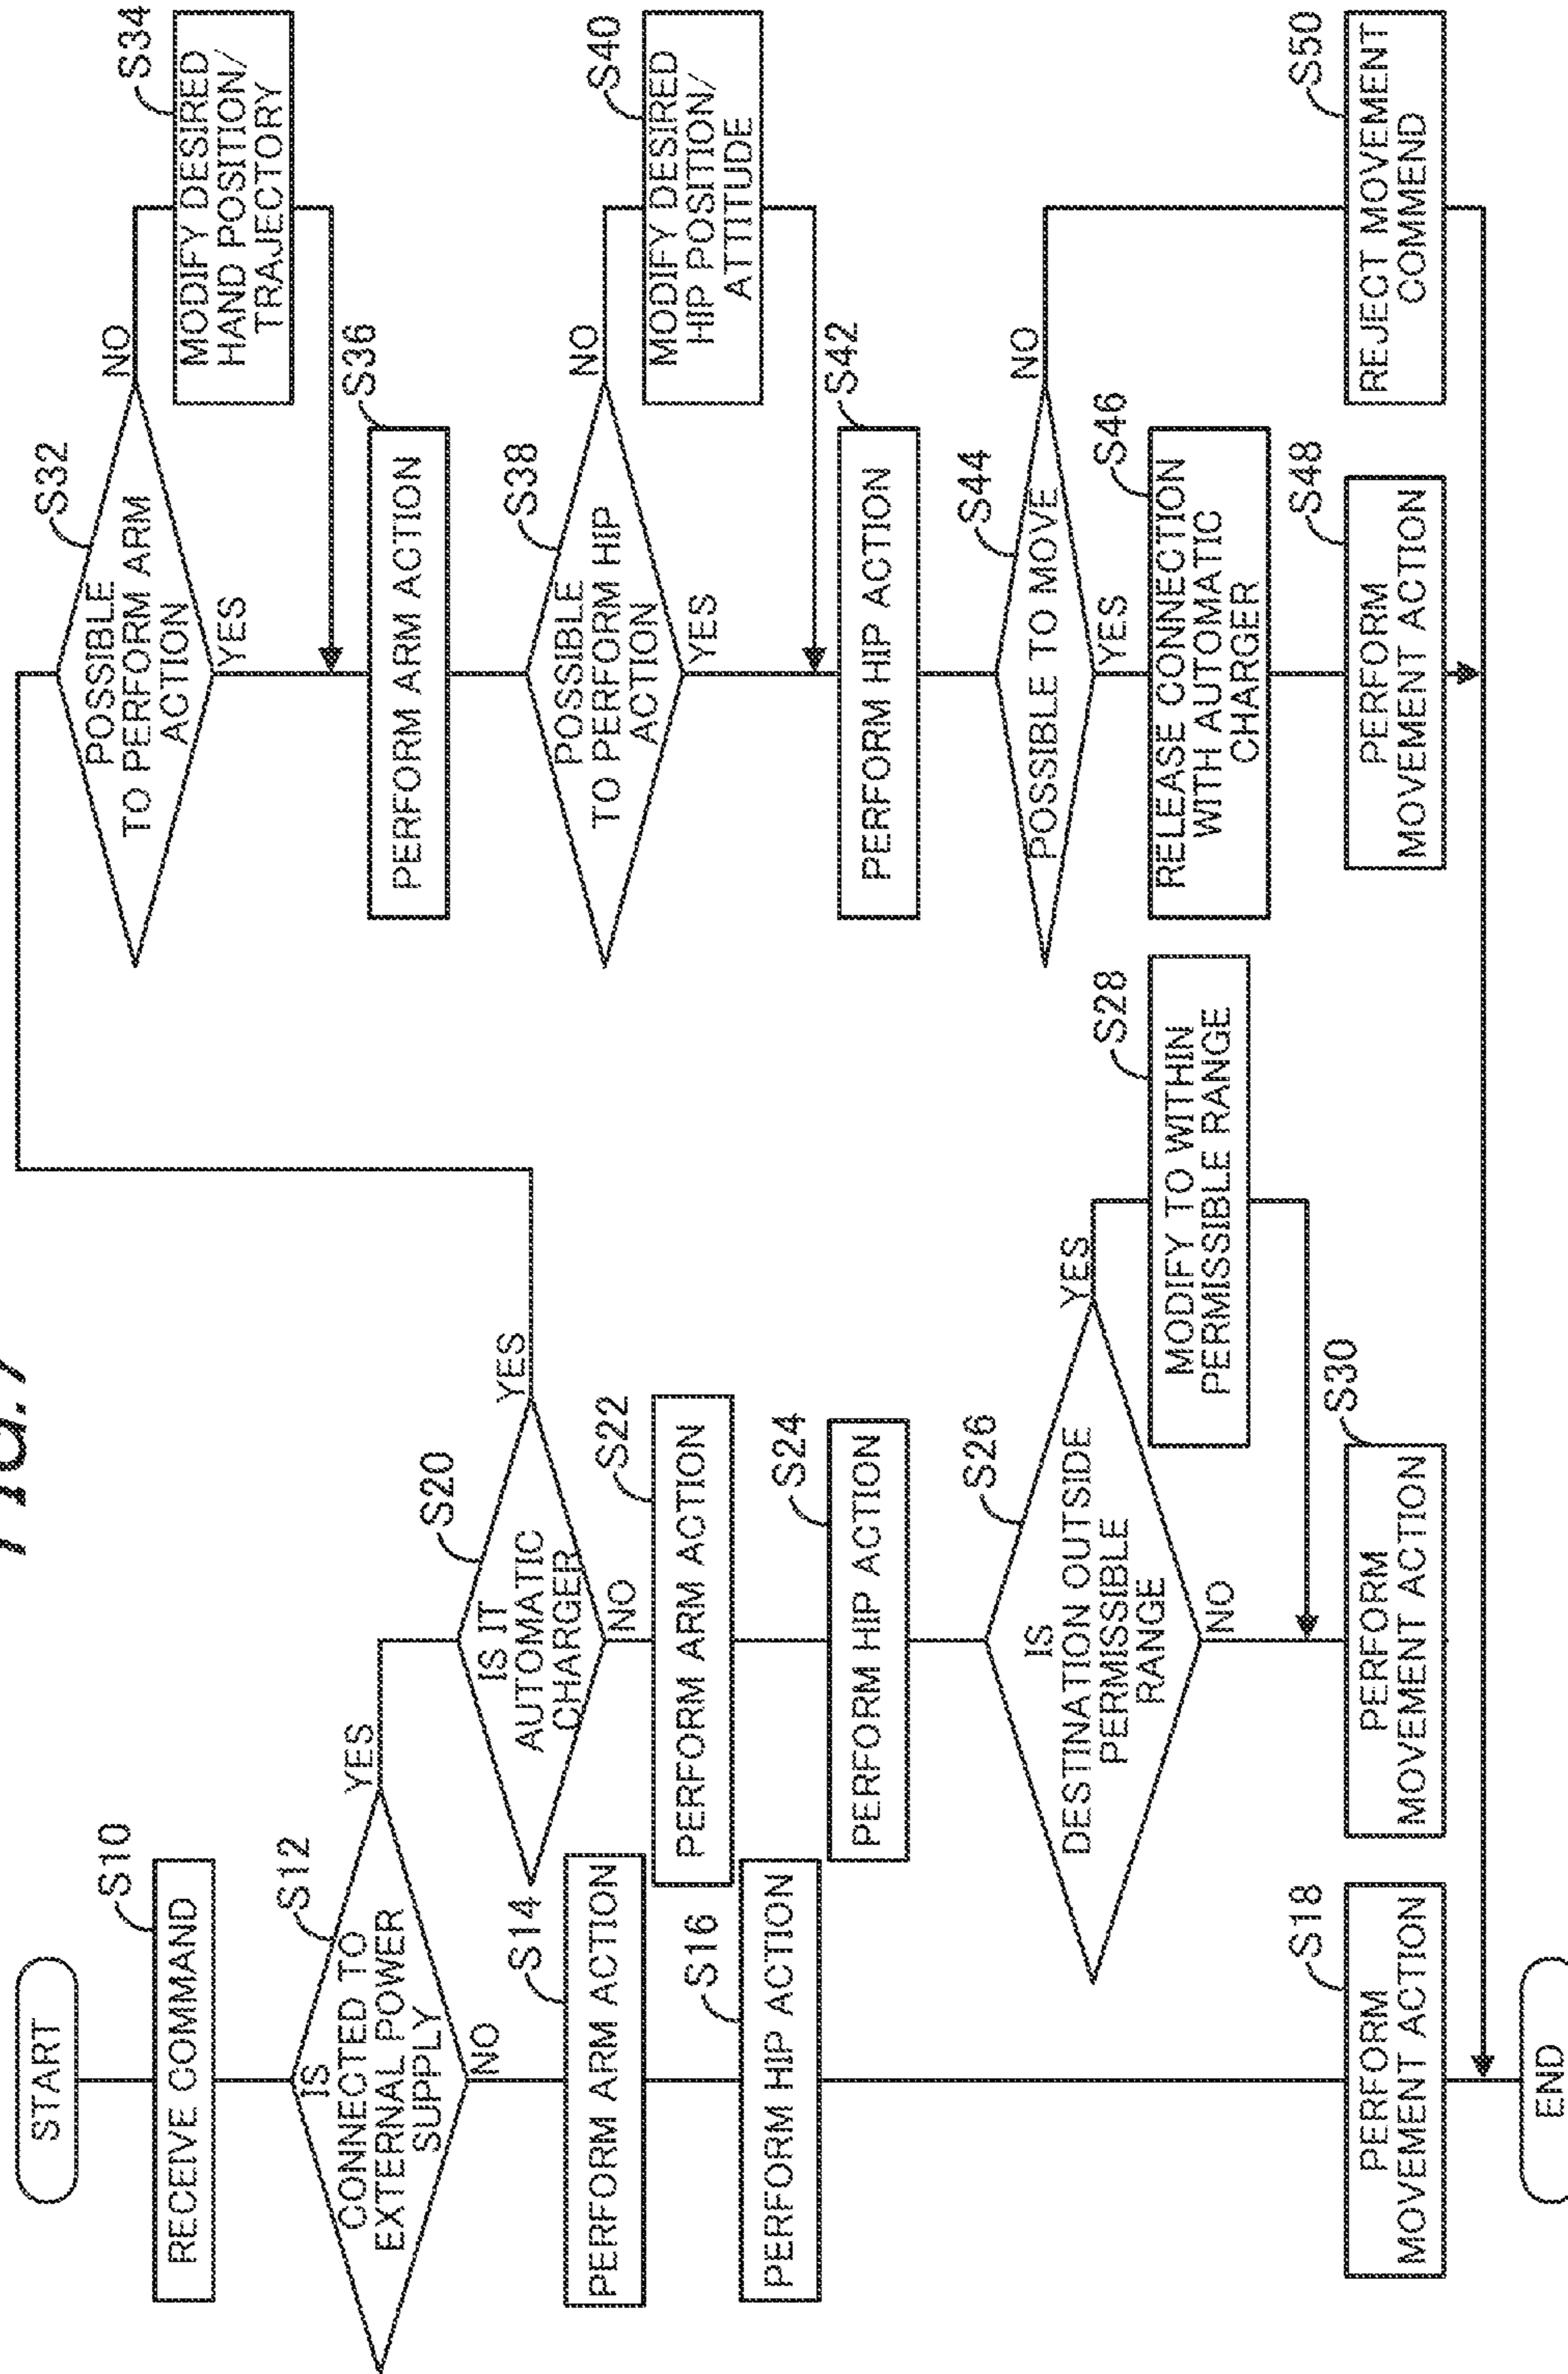 FIG.7
START
S10
RECEIVE COMMAND
S12
IS
CONNECTED TO
EXTERNAL POWER
SUPPLY
YES
NO
S14
PERFORM ARM ACTION
S16
PERFORM HIP ACTION
S18
PERFORM
MOVEMENT ACTION
END
S20
IS IT
AUTOMATIC
CHARGER
YES
NO
S22
PERFORM ARM ACTION
S24
PERFORM HIP ACTION
S26
IS
DESTINATION OUTSIDE
PERMISSIBLE
RANGE
YES
NO
S28
MODIFY TO WITHIN
PERMISSIBLE RANGE
S30
PERFORM
MOVEMENT ACTION
S32
POSSIBLE
TO PERFORM ARM
ACTION
NO
YES
S34
MODIFY DESIRED
HAND POSITION/
TRAJECTORY
S36
PERFORM ARM ACTION
S38
POSSIBLE
TO PERFORM HIP
ACTION
NO
YES
S40
MODIFY DESIRED
HIP POSITION/
ATTITUDE
S42
PERFORM HIP ACTION
S44
POSSIBLE TO MOVE
NO
YES
S46
RELEASE CONNECTION
WITH AUTOMATIC
CHARGER
S48
PERFORM
MOVEMENT ACTION
S50
REJECT MOVEMENT
COMMEND